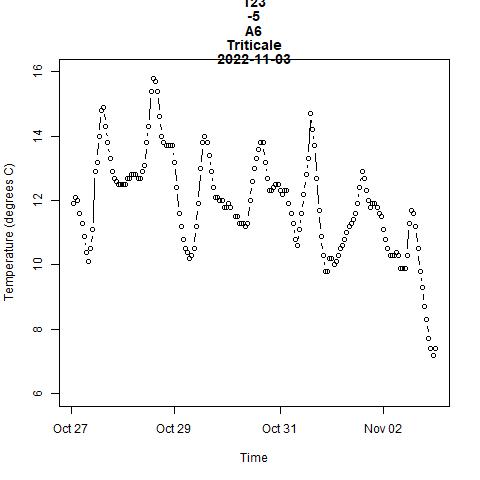 123
-5
A6
Triticale
2022-11-03
Temperature (degrees C)
16
14
12
10
8
6
Oct 27
Oct 29
Oct 31
Nov 02
Time